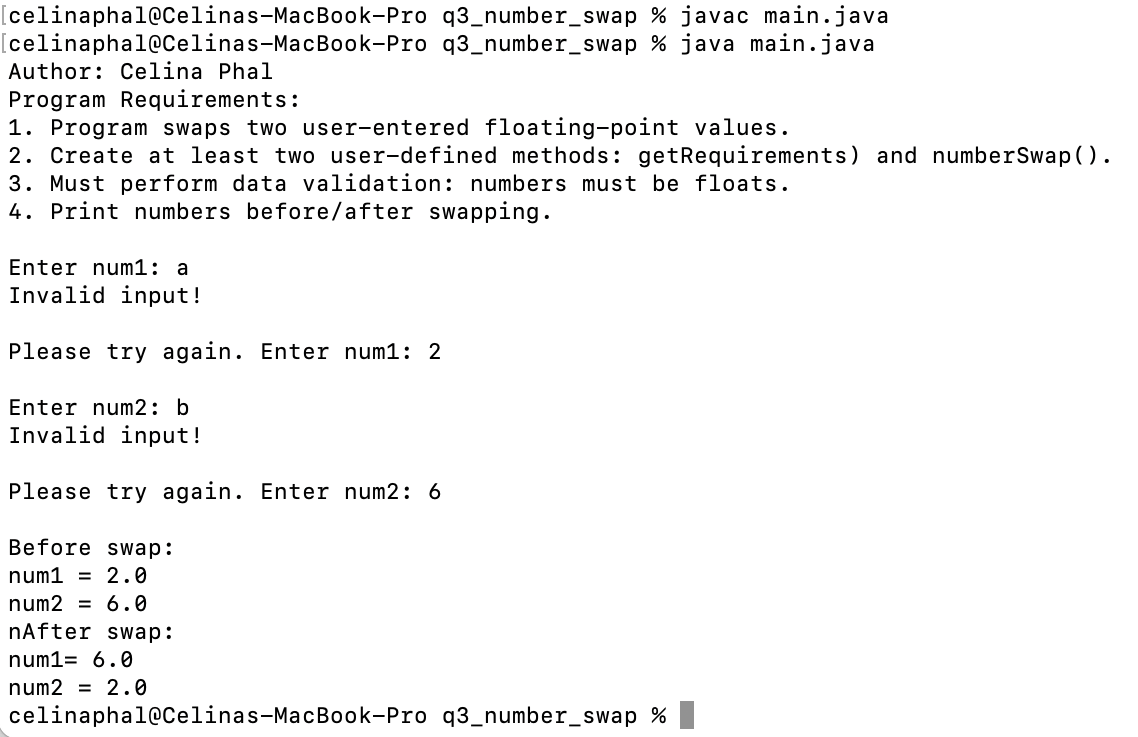 [celinaphal@Celinas-MacBook-Pro q3_number_swap % javac main.java
[celinaphal@Celinas-MacBook-Pro q3_number_swap % java main.java
Author: Celina Phal
Program Requirements:
1. Program swaps two user-entered floating-point values.
2. Create at least two user-defined methods: getRequirements) and numberSwap().
3. Must perform data validation: numbers must be floats.
4. Print numbers before/after swapping.
Enter num1: a
Invalid input!
Please try again. Enter num1: 2
Enter num2: b
Invalid input!
Please try again. Enter num2: 6
Before swap:
num1 = 2.0
num2 = 6.0
nAfter swap:
num1= 6.0
num2 = 2.0
celinaphal@Celinas-MacBook-Pro q3_number_swap %